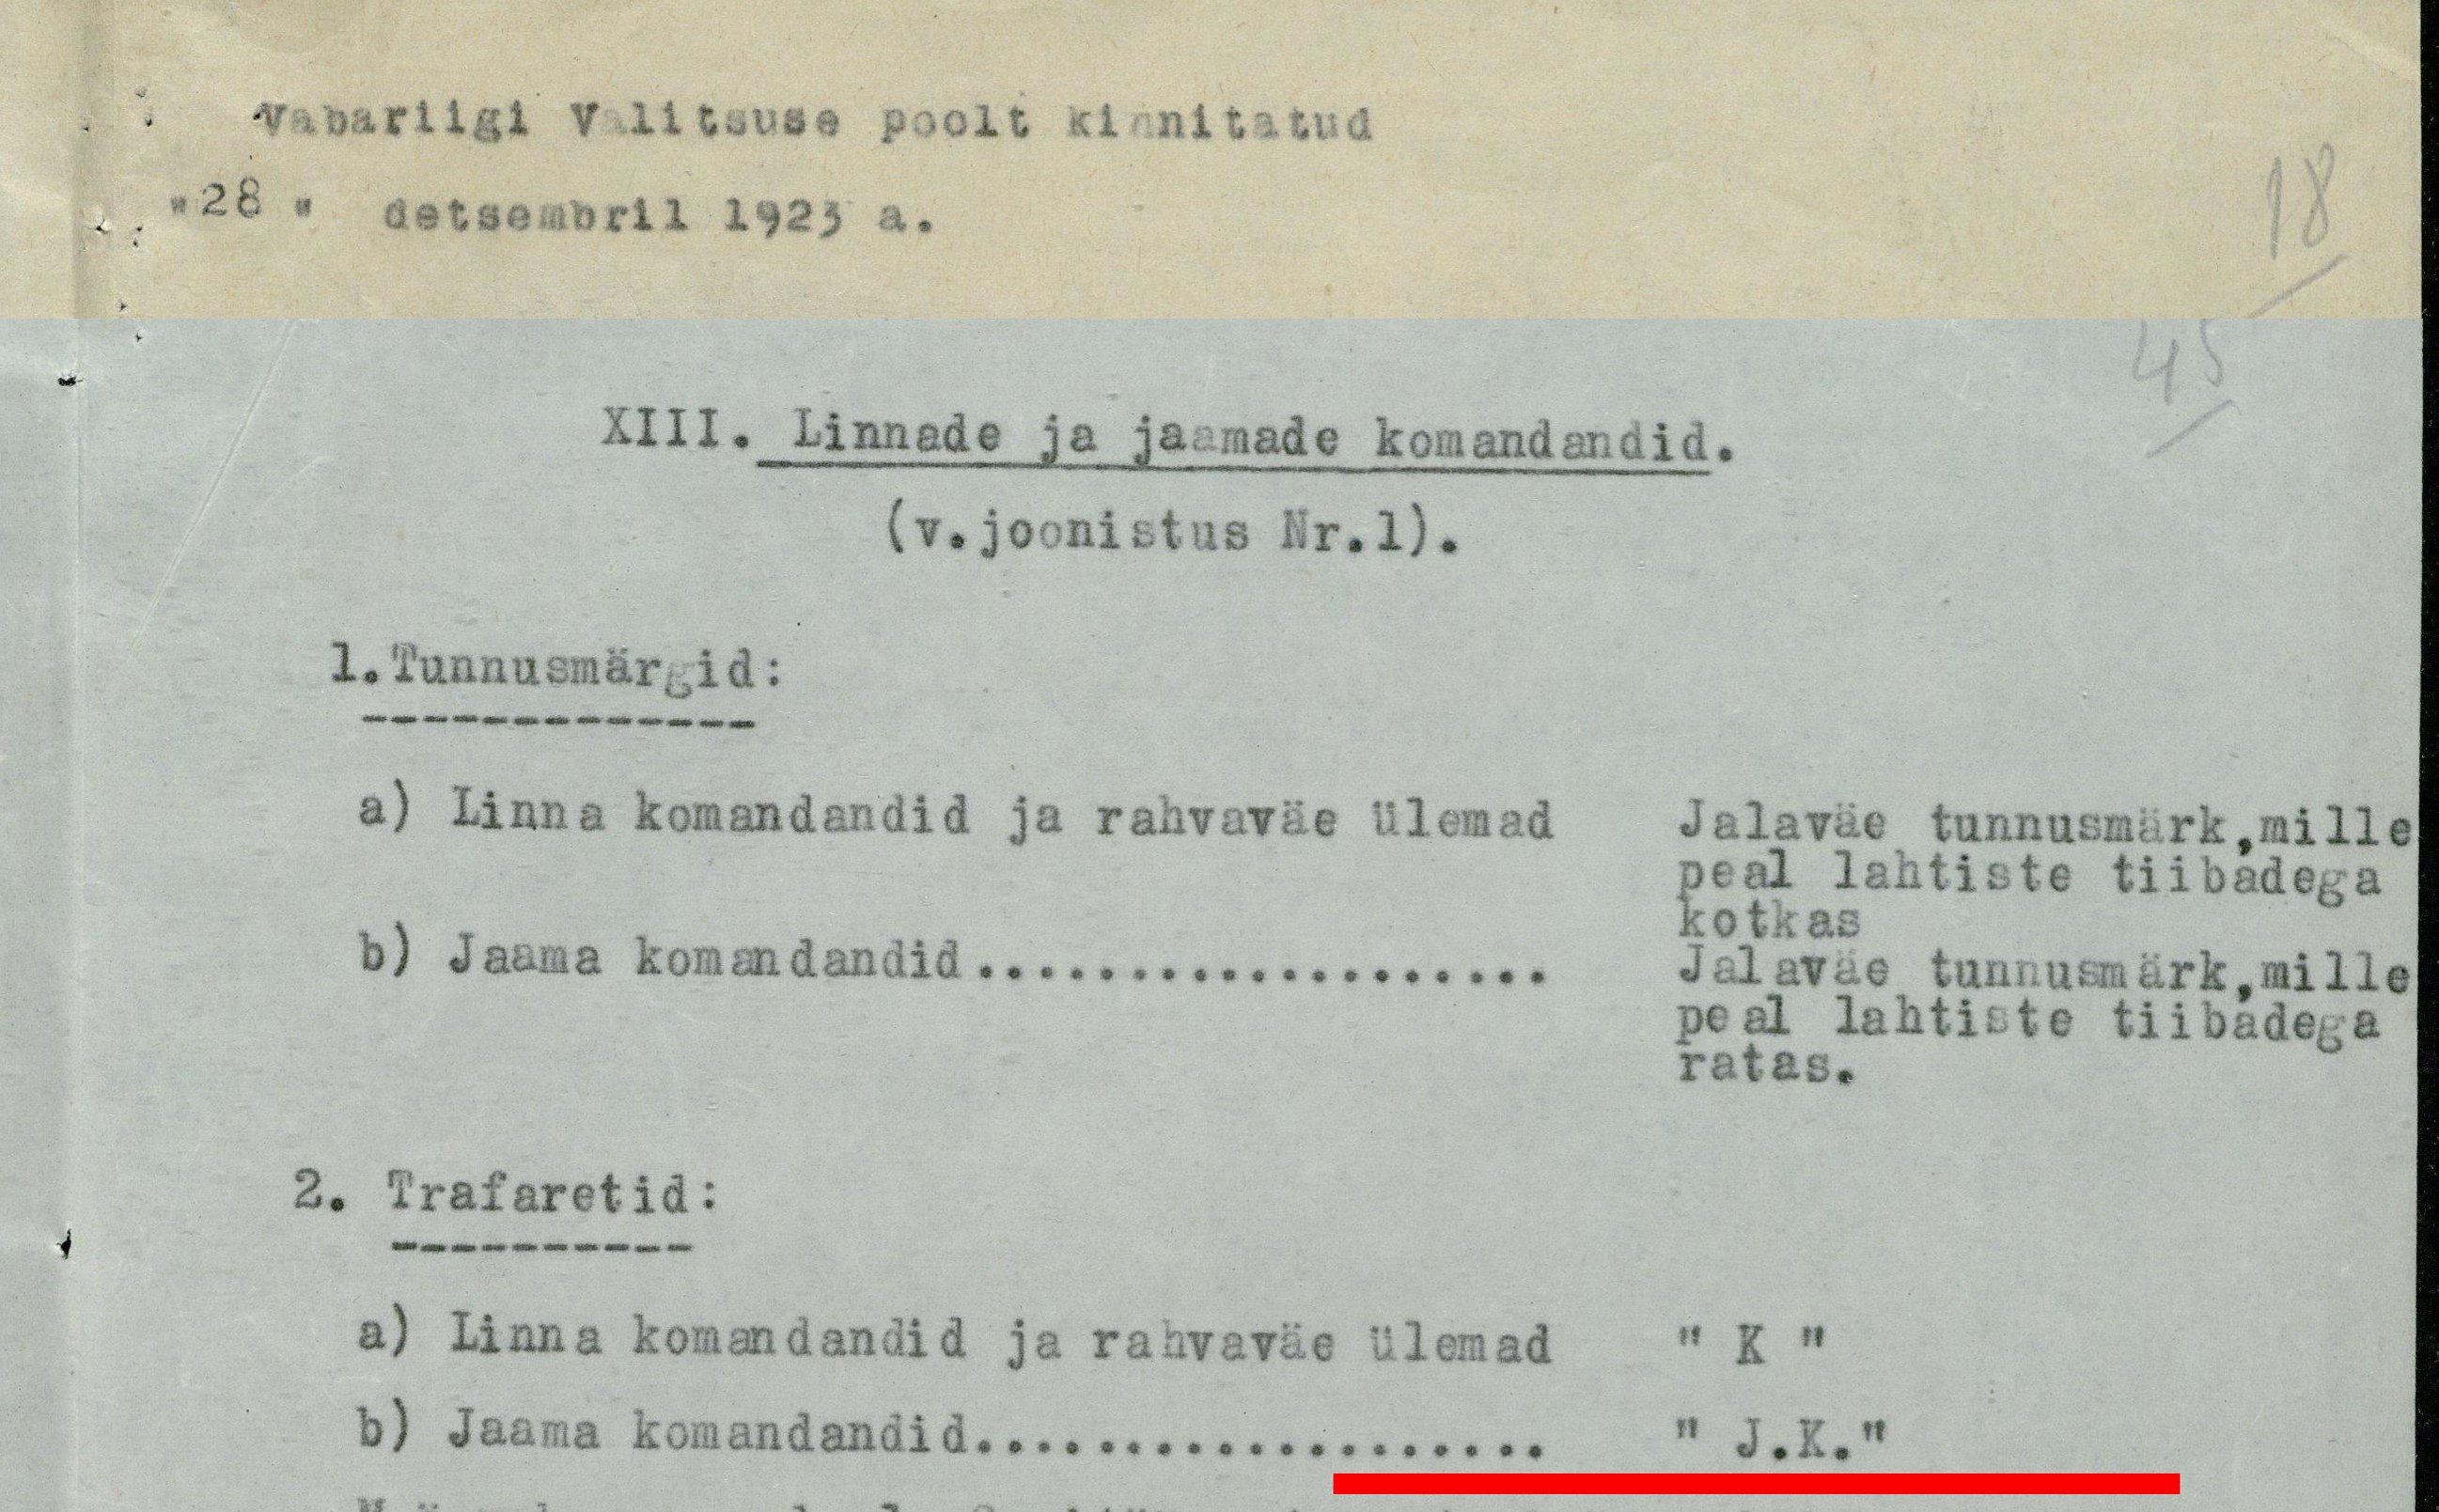 Vabariigi Valitsuse poolt kinnitatud
"28" detsembril 1923 a.
18
45
XIII. Linnade ja jaamade komandandid.
(v.joonistus Nr.1).
1.Tunnusmärgid:
a) Linna komandandid ja rahvaväe ülemad Jalaväe tunnusmärk,mille
peal lahtiste tiibadega
kotkas
b) Jaama komandandid................... Jalaväe tunnusmärk,mille
peal lahtiste tiibadega
ratas.
2. Trafaretid:
a) Linna komandandid ja rahvaväe ülemad " K "
b) Jaama komandandid................... " J.K."